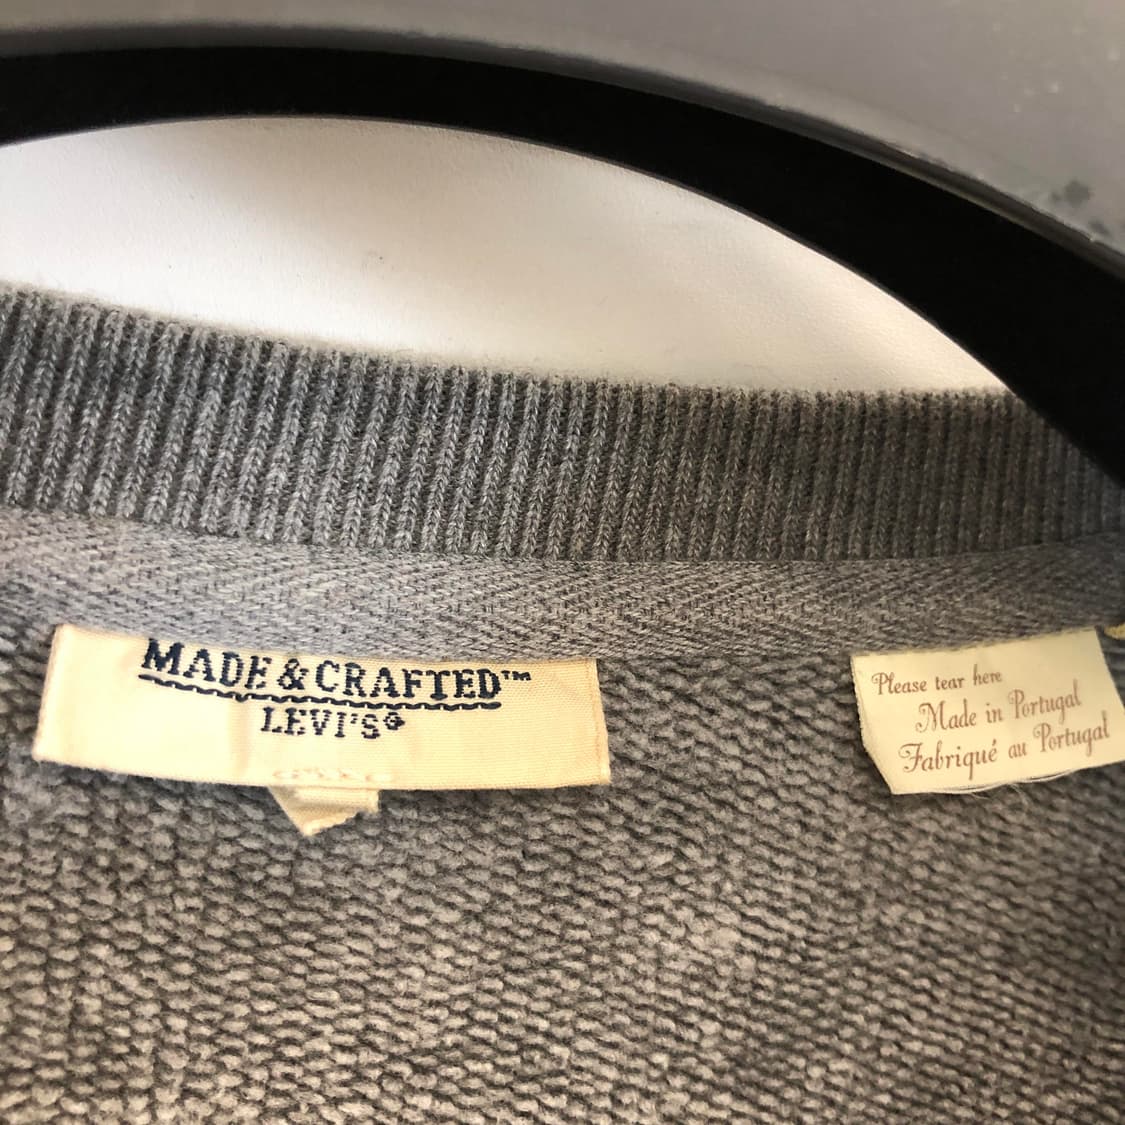 MADE & CRAFTED™
LEVI'S®
Please tear here
Made in Portugal
Fabriqué au Portugal